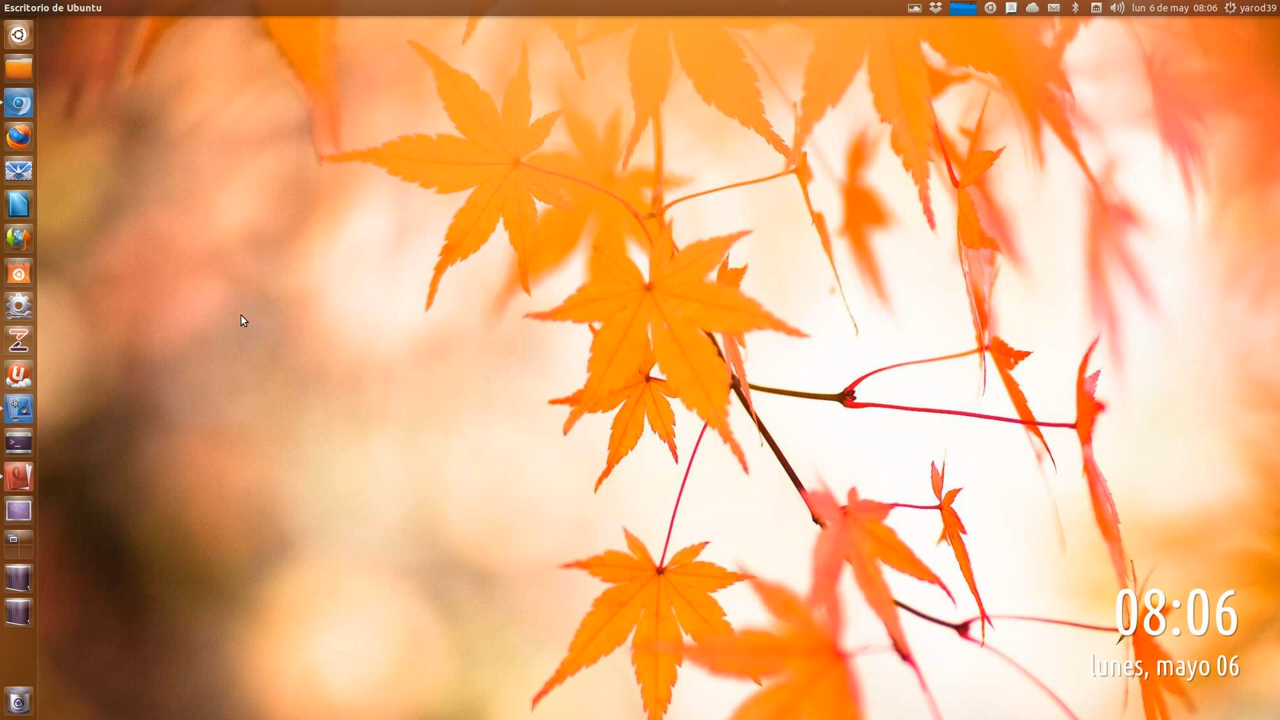 Escritorio de Ubuntu
lun 6 de may 08:06 yarod39
08:06
lunes, mayo 06